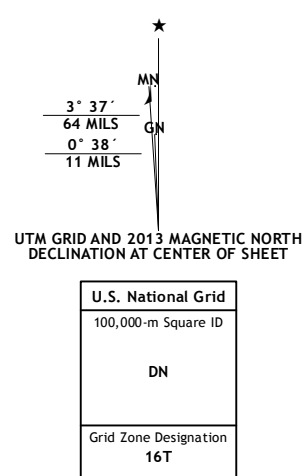 ★
MN
3° 37´
64 MILS
GN
0° 38´
11 MILS
UTM GRID AND 2013 MAGNETIC NORTH
DECLINATION AT CENTER OF SHEET
U.S. National Grid
100,000-m Square ID
DN
Grid Zone Designation
16T